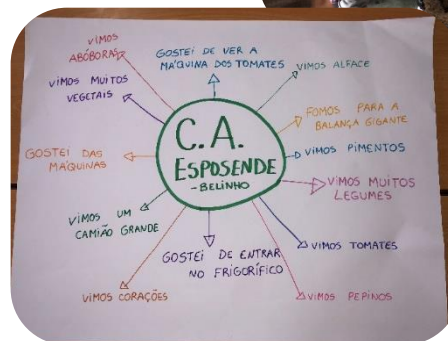 VIMOS
ABÓBORAS
GOSTEI DE VER A
MÁQUINA DOS TOMATES
VIMOS ALFACE
VIMOS MUITOS
VEGETAIS
FOMOS PARA A
BALANÇA GIGANTE
C.A.
ESPOSENDE
- BELINHO
GOSTEI DAS
MÁQUINAS
VIMOS PIMENTOS
VIMOS MUITOS
LEGUMES
VIMOS UM
CAMIÃO GRANDE
GOSTEI DE ENTRAR
NO FRIGORÍFICO
VIMOS TOMATES
VIMOS CORAÇÕES
VIMOS PEPINOS